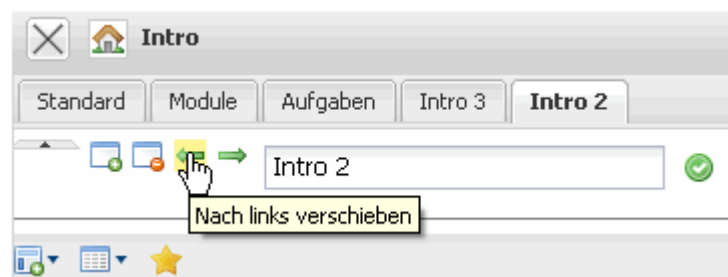 Intro
Standard Module Aufgaben Intro 3 Intro 2
Intro 2
Nach links verschieben